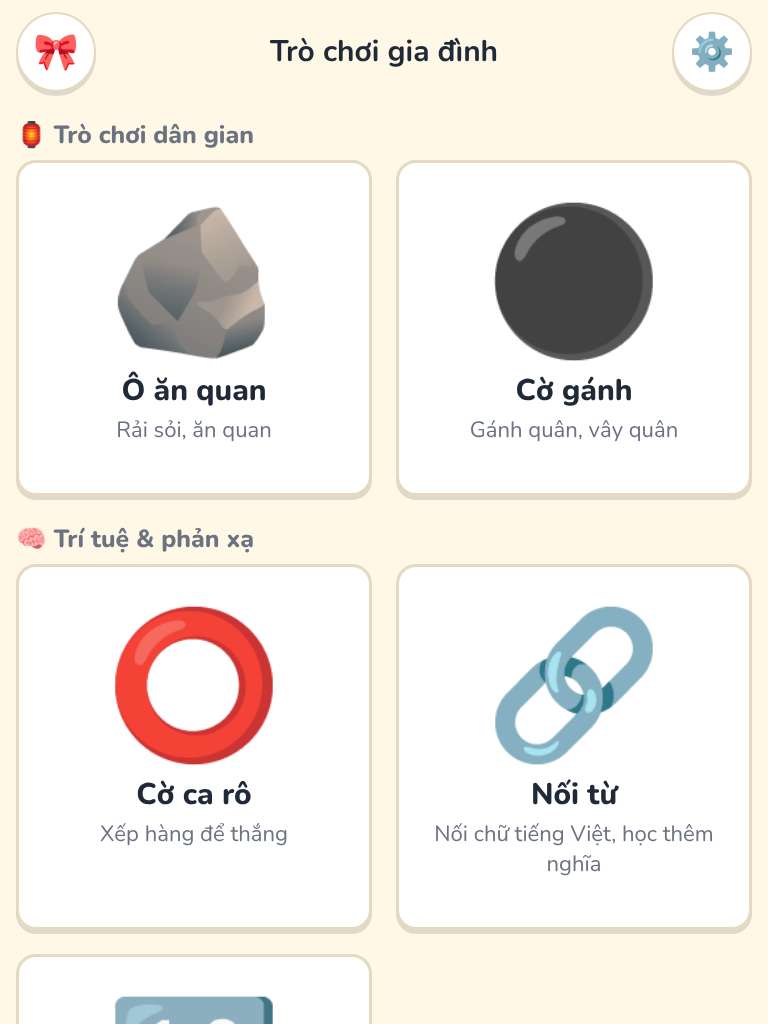 Trò chơi gia đình
Trò chơi dân gian
Ô ăn quan
Rải sỏi, ăn quan
Cờ gánh
Gánh quân, vây quân
Trí tuệ & phản xạ
Cờ ca rô
Xếp hàng để thắng
Nối từ
Nối chữ tiếng Việt, học thêm
nghĩa